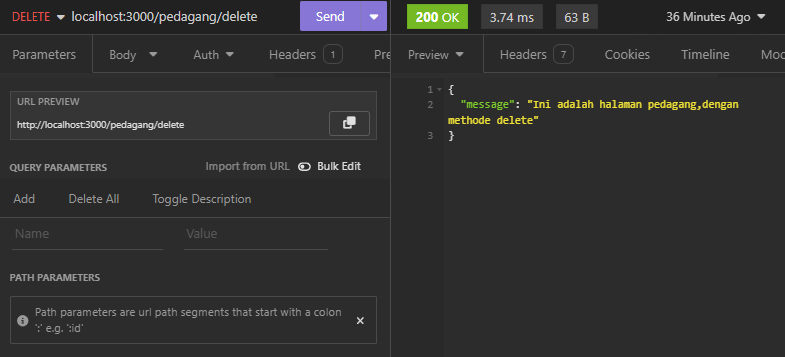 DELETE localhost:3000/pedagang/delete Send
200 OK 3.74 ms 63 B 36 Minutes Ago
Parameters Body Auth Headers 1 Pre
Preview Headers 7 Cookies Timeline Moc
URL PREVIEW
http://localhost:3000/pedagang/delete
QUERY PARAMETERS Import from URL Bulk Edit
Add Delete All Toggle Description
Name Value
PATH PARAMETERS
Path parameters are url path segments that start with a colon
':' e.g. ':id'
1 {
2 "message": "Ini adalah halaman pedagang,dengan
methode delete"
3 }